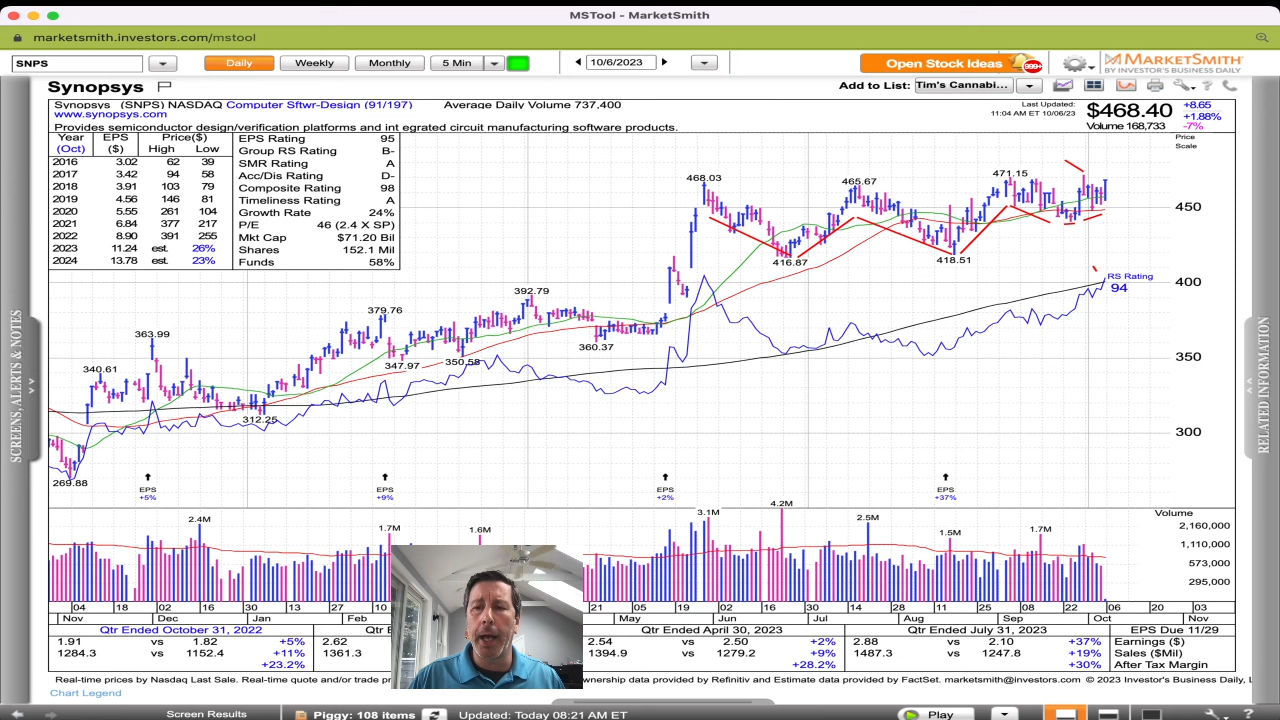 MSTool - MarketSmith
marketsmith.investors.com/mstool
SNPS Daily Weekly Monthly 5 Min 10/6/2023 Open Stock Ideas 999+ MARKETSMITH
BY INVESTOR'S BUSINESS DAILY
Synopsys Add to List: Tim's Cannabi...
Synopsys (SNPS) NASDAQ Computer Sftwr-Design (91/197) Average Daily Volume 737,400
www.synopsys.com
Provides semiconductor design/verification platforms and int egrated circuit manufacturing software products.
Last Updated:
11:04 AM ET 10/06/23
$468.40 +8.65
+1.88%
Volume 168,733 -7%
Year EPS Price($)
(Oct) ($) High Low
2016 3.02 62 39
2017 3.42 94 58
2018 3.91 103 79
2019 4.56 146 81
2020 5.55 261 104
2021 6.84 377 217
2022 8.90 391 255
2023 11.24 est. 26%
2024 13.78 est. 23%
EPS Rating 95
Group RS Rating B-
SMR Rating A
Acc/Dis Rating D-
Composite Rating 98
Timeliness Rating A
Growth Rate 24%
P/E 46 (2.4 X SP)
Mkt Cap $71.20 Bil
Shares 152.1 Mil
Funds 58%
Price
Scale
468.03
465.67
471.15
450
416.87
418.51
RS Rating
94
400
392.79
379.76
363.99
360.37
350
347.97
350.58
340.61
312.25
300
269.88
EPS
+5%
EPS
+9%
EPS
+2%
EPS
+37%
Volume
2.4M 1.7M 1.6M 3.1M 4.2M 2.5M 1.5M 1.7M
2,160,000
1,110,000
573,000
295,000
04 18 02 16 30 13 27 10 21 05 19 02 16 30 14 28 11 25 08 22 06 20 03
Nov Dec Jan Feb May Jun Jul Aug Sep Oct Nov
Qtr Ended October 31, 2022 Qtr E Qtr Ended April 30, 2023 Qtr Ended July 31, 2023 EPS Due 11/29
1.91 vs 1.82 +5% 2.62 2.54 vs 2.50 +2% 2.88 vs 2.10 +37% Earnings ($)
1284.3 vs 1152.4 +11% 1361.3 1394.9 vs 1279.2 +9% 1487.3 vs 1247.8 +19% Sales ($Mil)
+23.2% +28.2% +30% After Tax Margin
Real-time prices by Nasdaq Last Sale. Real-time quote and/or trade pr wnership data provided by Refinitiv and Estimate data provided by FactSet. marketsmith@investors.com © 2023 Investor's Business Daily, L
Chart Legend
SCREENS, ALERTS & NOTES
RELATED INFORMATION
Screen Results Piggy: 108 items Updated: Today 08:21 AM ET Play